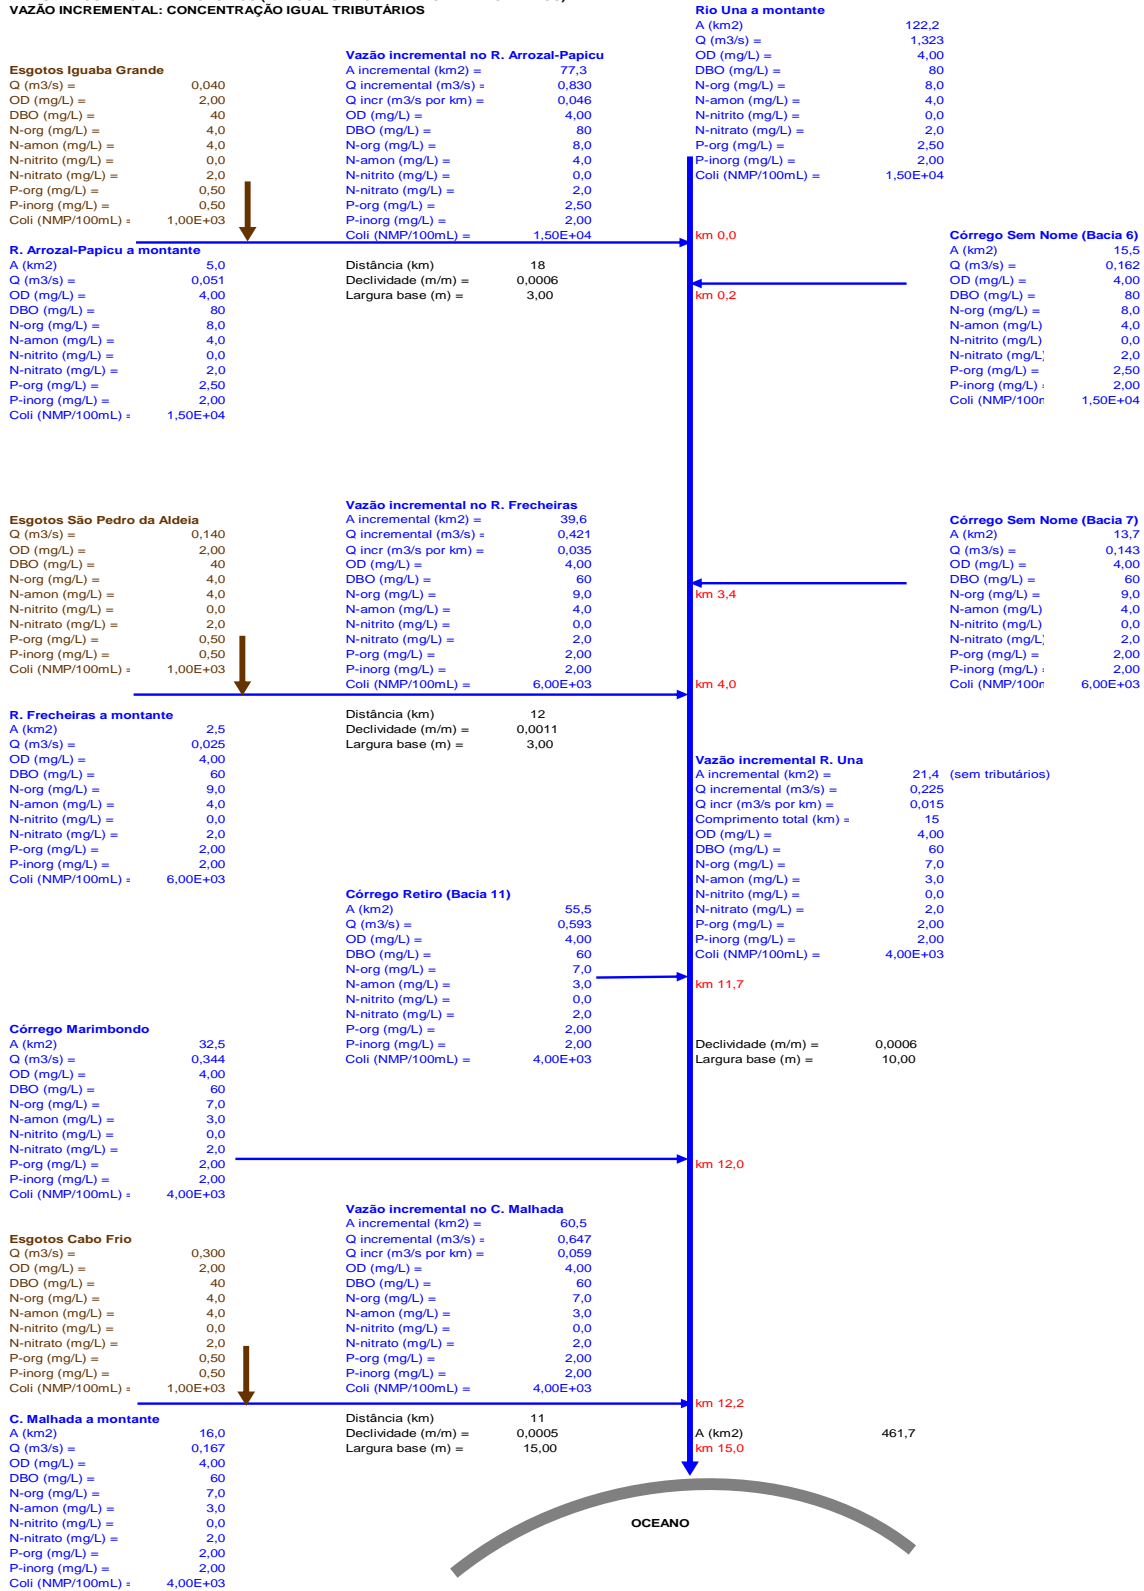 VAZÃO INCREMENTAL: CONCENTRAÇÃO IGUAL TRIBUTÁRIOS
Rio Una a montante
A (km2) 122,2
Q (m3/s) 1,323
OD (mg/L) = 4,00
DBO (mg/L) = 80
N-org (mg/L) = 8,0
N-amon (mg/L) = 4,0
N-nitrito (mg/L) = 0,0
N-nitrato (mg/L) = 2,0
P-org (mg/L) = 2,50
P-inorg (mg/L) = 2,00
Coli (NMP/100mL) = 1,50E+04
Vazão incremental no R. Arrozal-Papicu
A incremental (km2) = 77,3
Q incremental (m3/s) = 0,830
Q incr (m3/s por km) = 0,046
OD (mg/L) = 4,00
DBO (mg/L) = 80
N-org (mg/L) = 8,0
N-amon (mg/L) = 4,0
N-nitrito (mg/L) = 0,0
N-nitrato (mg/L) = 2,0
P-org (mg/L) = 2,50
P-inorg (mg/L) = 2,00
Coli (NMP/100mL) = 1,50E+04
Esgotos Iguaba Grande
Q (m3/s) = 0,040
OD (mg/L) = 2,00
DBO (mg/L) = 40
N-org (mg/L) = 4,0
N-amon (mg/L) = 4,0
N-nitrito (mg/L) = 0,0
N-nitrato (mg/L) = 2,0
P-org (mg/L) = 0,50
P-inorg (mg/L) = 0,50
Coli (NMP/100mL) = 1,00E+03
km 0,0
R. Arrozal-Papicu a montante
A (km2) 5,0
Q (m3/s) = 0,051
OD (mg/L) = 4,00
DBO (mg/L) = 80
N-org (mg/L) = 8,0
N-amon (mg/L) = 4,0
N-nitrito (mg/L) = 0,0
N-nitrato (mg/L) = 2,0
P-org (mg/L) = 2,50
P-inorg (mg/L) = 2,00
Coli (NMP/100mL) = 1,50E+04
Distância (km) 18
Declividade (m/m) = 0,0006
Largura base (m) = 3,00
km 0,2
Córrego Sem Nome (Bacia 6)
A (km2) 15,5
Q (m3/s) = 0,162
OD (mg/L) = 4,00
DBO (mg/L) = 80
N-org (mg/L) = 8,0
N-amon (mg/L) 4,0
N-nitrito (mg/L) 0,0
N-nitrato (mg/L) 2,0
P-org (mg/L) = 2,50
P-inorg (mg/L) = 2,00
Coli (NMP/100m 1,50E+04
Esgotos São Pedro da Aldeia
Q (m3/s) = 0,140
OD (mg/L) = 2,00
DBO (mg/L) = 40
N-org (mg/L) = 4,0
N-amon (mg/L) = 4,0
N-nitrito (mg/L) = 0,0
N-nitrato (mg/L) = 2,0
P-org (mg/L) = 0,50
P-inorg (mg/L) = 0,50
Coli (NMP/100mL) = 1,00E+03
Vazão incremental no R. Frecheiras
A incremental (km2) = 39,6
Q incremental (m3/s) = 0,421
Q incr (m3/s por km) = 0,035
OD (mg/L) = 4,00
DBO (mg/L) = 60
N-org (mg/L) = 9,0
N-amon (mg/L) = 4,0
N-nitrito (mg/L) = 0,0
N-nitrato (mg/L) = 2,0
P-org (mg/L) = 2,00
P-inorg (mg/L) = 2,00
Coli (NMP/100mL) = 6,00E+03
km 3,4
Córrego Sem Nome (Bacia 7)
A (km2) 13,7
Q (m3/s) = 0,143
OD (mg/L) = 4,00
DBO (mg/L) = 60
N-org (mg/L) = 9,0
N-amon (mg/L) 4,0
N-nitrito (mg/L) 0,0
N-nitrato (mg/L) 2,0
P-org (mg/L) = 2,00
P-inorg (mg/L) = 2,00
Coli (NMP/100m 6,00E+03
km 4,0
R. Frecheiras a montante
A (km2) 2,5
Q (m3/s) = 0,025
OD (mg/L) = 4,00
DBO (mg/L) = 60
N-org (mg/L) = 9,0
N-amon (mg/L) = 4,0
N-nitrito (mg/L) = 0,0
N-nitrato (mg/L) = 2,0
P-org (mg/L) = 2,00
P-inorg (mg/L) = 2,00
Coli (NMP/100mL) = 6,00E+03
Distância (km) 12
Declividade (m/m) = 0,0011
Largura base (m) = 3,00
Vazão incremental R. Una
A incremental (km2) = 21,4 (sem tributários)
Q incremental (m3/s) = 0,225
Q incr (m3/s por km) = 0,015
Comprimento total (km) = 15
OD (mg/L) = 4,00
DBO (mg/L) = 60
N-org (mg/L) = 7,0
N-amon (mg/L) = 3,0
N-nitrito (mg/L) = 0,0
N-nitrato (mg/L) = 2,0
P-org (mg/L) = 2,00
P-inorg (mg/L) = 2,00
Coli (NMP/100mL) = 4,00E+03
Córrego Retiro (Bacia 11)
A (km2) 55,5
Q (m3/s) = 0,593
OD (mg/L) = 4,00
DBO (mg/L) = 60
N-org (mg/L) = 7,0
N-amon (mg/L) = 3,0
N-nitrito (mg/L) = 0,0
N-nitrato (mg/L) = 2,0
P-org (mg/L) = 2,00
P-inorg (mg/L) = 2,00
Coli (NMP/100mL) = 4,00E+03
km 11,7
Declividade (m/m) = 0,0006
Largura base (m) = 10,00
Córrego Marimbondo
A (km2) 32,5
Q (m3/s) = 0,344
OD (mg/L) = 4,00
DBO (mg/L) = 60
N-org (mg/L) = 7,0
N-amon (mg/L) = 3,0
N-nitrito (mg/L) = 0,0
N-nitrato (mg/L) = 2,0
P-org (mg/L) = 2,00
P-inorg (mg/L) = 2,00
Coli (NMP/100mL) = 4,00E+03
km 12,0
Esgotos Cabo Frio
Q (m3/s) = 0,300
OD (mg/L) = 2,00
DBO (mg/L) = 40
N-org (mg/L) = 4,0
N-amon (mg/L) = 4,0
N-nitrito (mg/L) = 0,0
N-nitrato (mg/L) = 2,0
P-org (mg/L) = 0,50
P-inorg (mg/L) = 0,50
Coli (NMP/100mL) = 1,00E+03
Vazão incremental no C. Malhada
A incremental (km2) = 60,5
Q incremental (m3/s) = 0,647
Q incr (m3/s por km) = 0,059
OD (mg/L) = 4,00
DBO (mg/L) = 60
N-org (mg/L) = 7,0
N-amon (mg/L) = 3,0
N-nitrito (mg/L) = 0,0
N-nitrato (mg/L) = 2,0
P-org (mg/L) = 2,00
P-inorg (mg/L) = 2,00
Coli (NMP/100mL) = 4,00E+03
km 12,2
C. Malhada a montante
A (km2) 16,0
Q (m3/s) = 0,167
OD (mg/L) = 4,00
DBO (mg/L) = 60
N-org (mg/L) = 7,0
N-amon (mg/L) = 3,0
N-nitrito (mg/L) = 0,0
N-nitrato (mg/L) = 2,0
P-org (mg/L) = 2,00
P-inorg (mg/L) = 2,00
Coli (NMP/100mL) = 4,00E+03
Distância (km) 11
Declividade (m/m) = 0,0005
Largura base (m) = 15,00
A (km2) 461,7
km 15,0
OCEANO